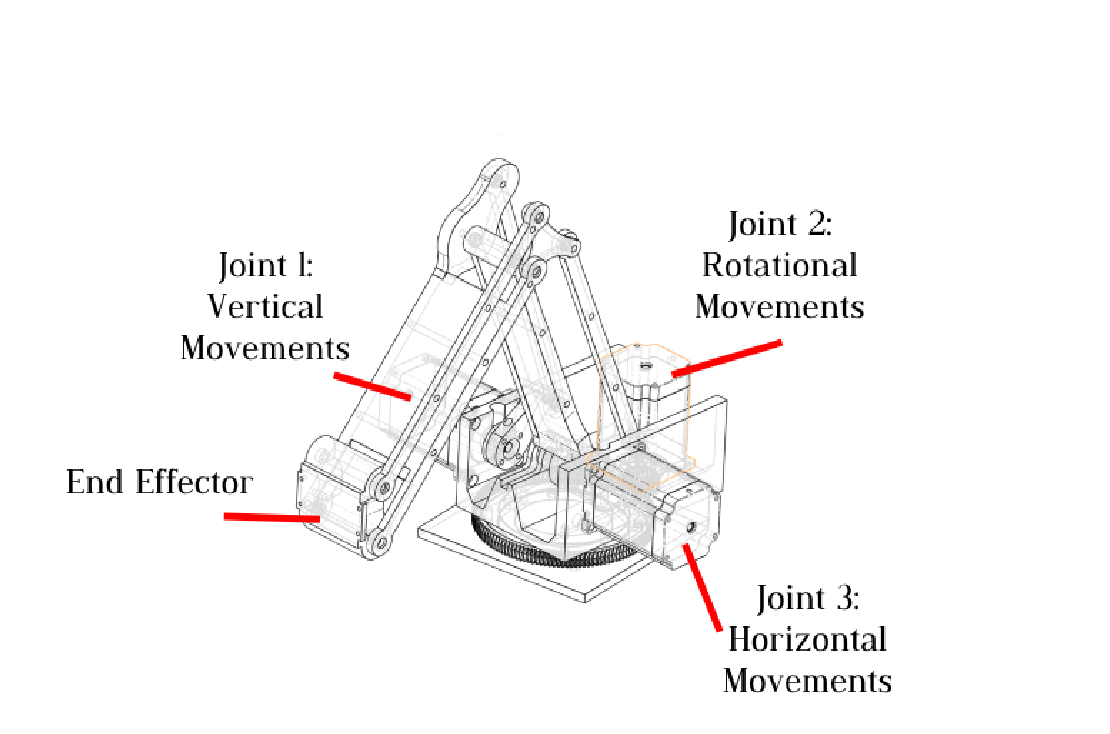 Joint 1:
Vertical
Movements
Joint 2:
Rotational
Movements
End Effector
Joint 3:
Horizontal
Movements